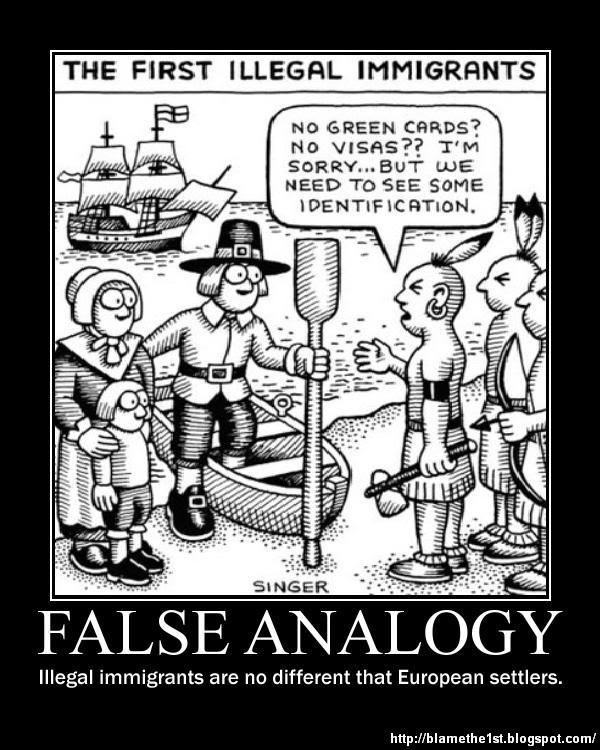 THE FIRST ILLEGAL IMMIGRANTS
NO GREEN CARDS?
NO VISAS?? I'M
SORRY...BUT WE
NEED TO SEE SOME
IDENTIFICATION.
SINGER
FALSE ANALOGY
Illegal immigrants are no different that European settlers.
http://blamethe1st.blogspot.com/